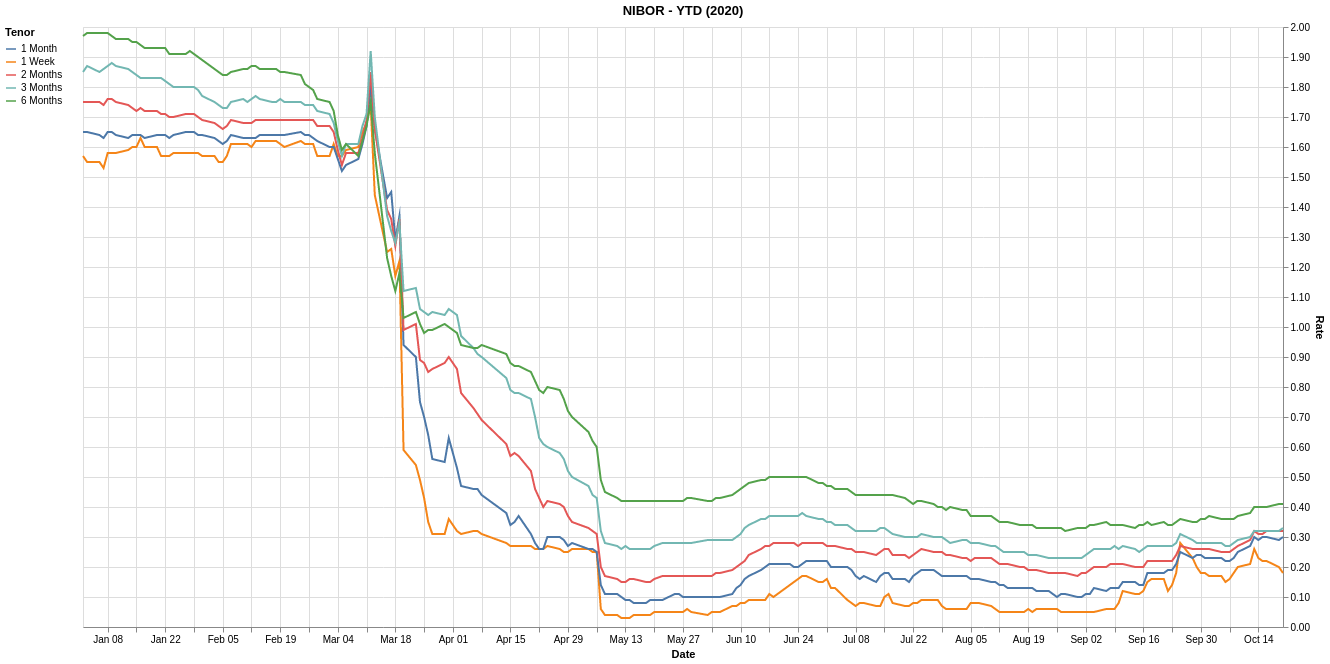 NIBOR - YTD (2020)
Tenor
1 Month
1 Week
2 Months
3 Months
6 Months
2.00
1.90
1.80
1.70
1.60
1.50
1.40
1.30
1.20
1.10
1.00
0.90
0.80
0.70
0.60
0.50
0.40
0.30
0.20
0.10
0.00
Rate
Jan 08 Jan 22 Feb 05 Feb 19 Mar 04 Mar 18 Apr 01 Apr 15 Apr 29 May 13 May 27 Jun 10 Jun 24 Jul 08 Jul 22 Aug 05 Aug 19 Sep 02 Sep 16 Sep 30 Oct 14
Date